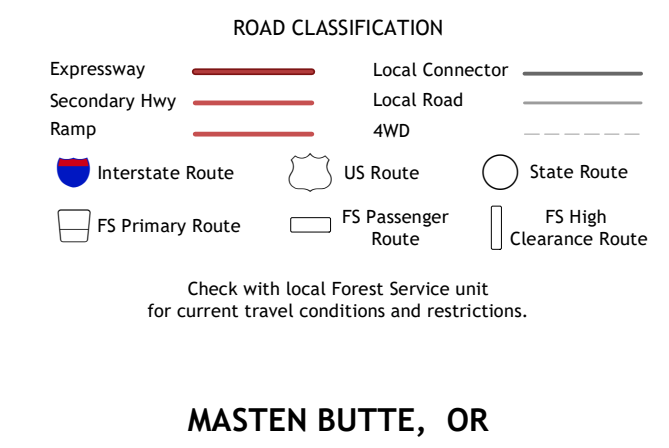 ROAD CLASSIFICATION
Expressway
Local Connector
Secondary Hwy
Local Road
Ramp
4WD
Interstate Route
US Route
State Route
FS Primary Route
FS Passenger
Route
FS High
Clearance Route
Check with local Forest Service unit
for current travel conditions and restrictions.
MASTEN BUTTE, OR